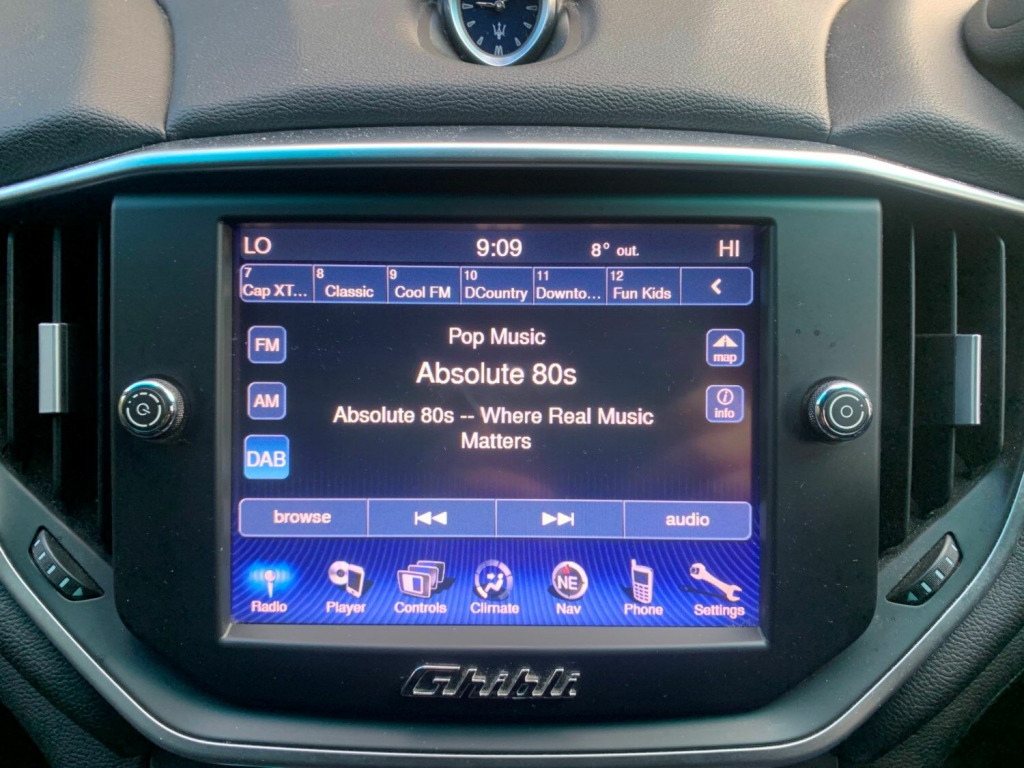 LO 9:09 8° out. HI
7 Cap XT... 8 Classic 9 Cool FM 10 DCountry 11 Downto... 12 Fun Kids
FM
Pop Music
map
Absolute 80s
AM
info
Absolute 80s -- Where Real Music
Matters
DAB
browse audio
Radio Player Controls Climate NE Nav Phone Settings
Ghibli